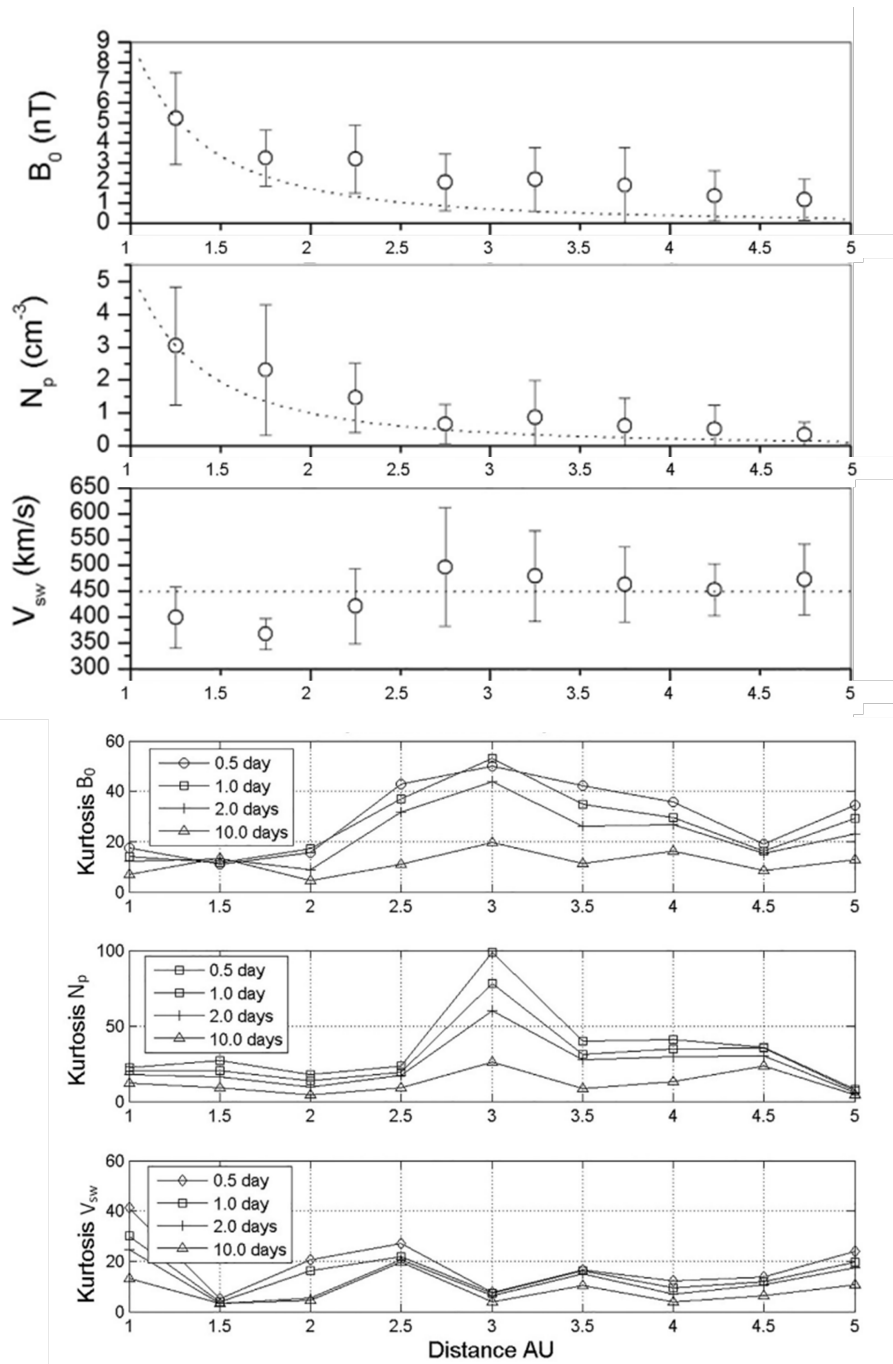 9
8
7
6
5
4
3
2
1
0
B0 (nT)
1 1.5 2 2.5 3 3.5 4 4.5 5
5
4
3
2
1
0
Np (cm-3)
1 1.5 2 2.5 3 3.5 4 4.5 5
650
600
550
500
450
400
350
300
Vsw (km/s)
1 1.5 2 2.5 3 3.5 4 4.5 5
60
40
20
0
Kurtosis B0
0.5 day
1.0 day
2.0 days
10.0 days
1 1.5 2 2.5 3 3.5 4 4.5 5
100
50
0
Kurtosis Np
0.5 day
1.0 day
2.0 days
10.0 days
1 1.5 2 2.5 3 3.5 4 4.5 5
60
40
20
0
Kurtosis Vsw
0.5 day
1.0 day
2.0 days
10.0 days
1 1.5 2 2.5 3 3.5 4 4.5 5
Distance AU